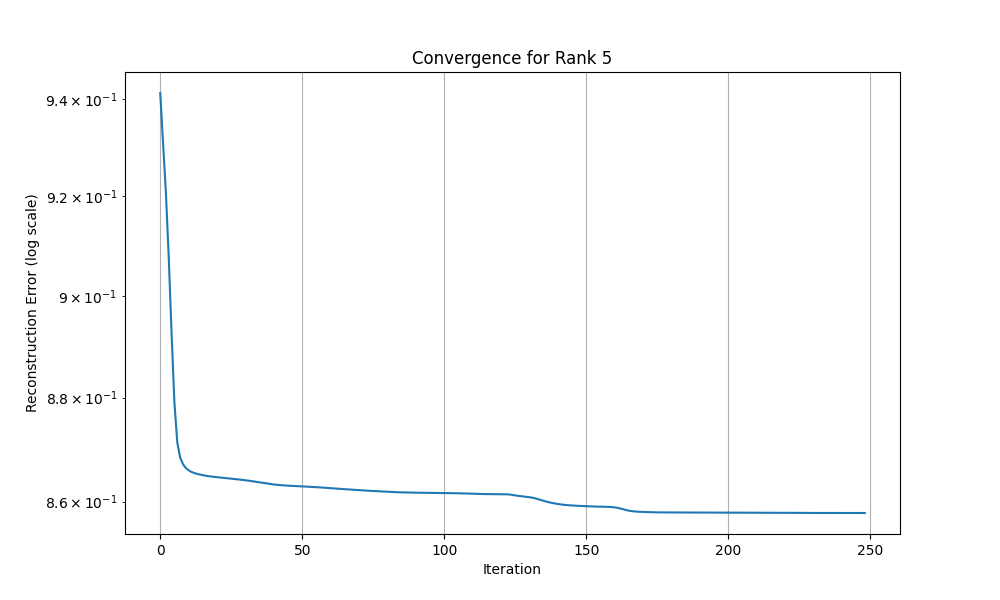 Convergence for Rank 5
Reconstruction Error (log scale)
9.4 × 10⁻¹
9.2 × 10⁻¹
9 × 10⁻¹
8.8 × 10⁻¹
8.6 × 10⁻¹
0 50 100 150 200 250
Iteration